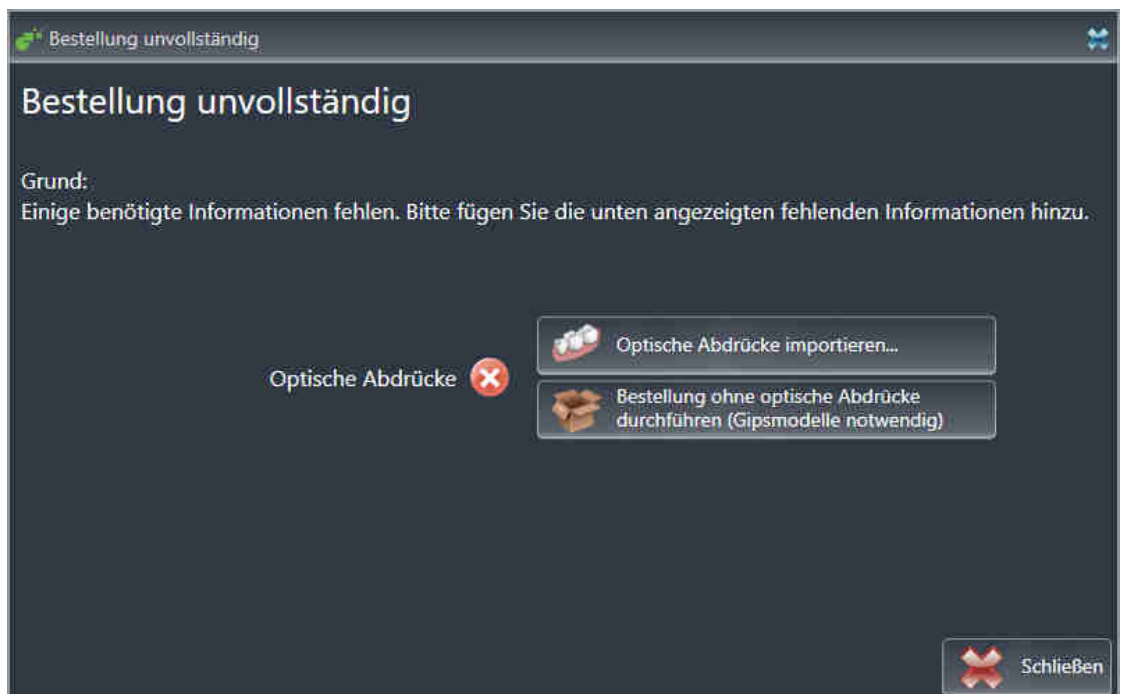 Bestellung unvollständig
Bestellung unvollständig
Grund:
Einige benötigte Informationen fehlen. Bitte fügen Sie die unten angezeigten fehlenden Informationen hinzu.
Optische Abdrücke
Optische Abdrücke importieren...
Bestellung ohne optische Abdrücke
durchführen (Gipsmodelle notwendig)
Schließen